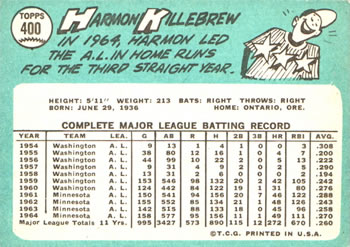 TOPPS
400
HARMON KILLEBREW
IN 1964, HARMON LED
THE A.L. IN HOME RUNS
FOR THE THIRD STRAIGHT YEAR.
HEIGHT: 5'11" WEIGHT: 213 BATS: RIGHT THROWS: RIGHT
BORN: JUNE 29, 1936 HOME: ONTARIO, ORE.
COMPLETE MAJOR LEAGUE BATTING RECORD
YEAR TEAM LEA. G AB R H 2B 3B HR RBI AVG.
1954 Washington A.L. 9 13 1 4 1 0 0 3 .308
1955 Washington A.L. 38 80 12 16 1 0 4 7 .200
1956 Washington A.L. 44 99 10 22 2 0 5 13 .222
1957 Washington A.L. 9 31 4 9 2 0 2 5 .290
1958 Washington A.L. 13 31 2 6 0 0 0 2 .194
1959 Washington A.L. 153 546 98 132 20 2 42 105 .242
1960 Washington A.L. 124 442 84 122 19 1 31 80 .276
1961 Minnesota A.L. 150 541 94 156 20 7 46 122 .288
1962 Minnesota A.L. 155 552 85 134 21 1 48 126 .243
1963 Minnesota A.L. 142 515 88 133 18 0 45 96 .258
1964 Minnesota A.L. 158 577 95 156 11 1 49 111 .270
Major League Totals 11 Yrs. 995 3427 573 890 115 12 272 670 .260
©T.C.G. PRINTED IN U.S.A.